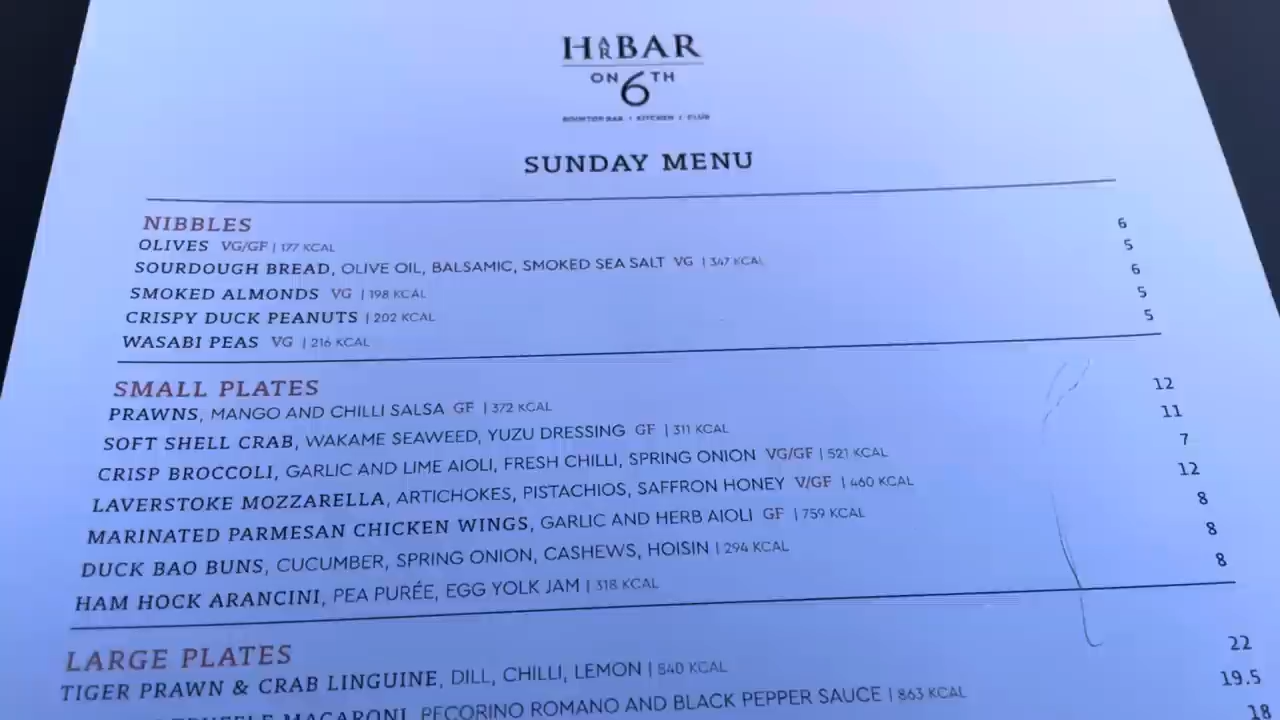 HARBAR
ON 6TH
ROOFTOP BAR | KITCHEN | CLUB
SUNDAY MENU
NIBBLES
OLIVES VG/GF | 177 KCAL 6
SOURDOUGH BREAD, OLIVE OIL, BALSAMIC, SMOKED SEA SALT VG | 347 KCAL 5
SMOKED ALMONDS VG | 198 KCAL 6
CRISPY DUCK PEANUTS | 202 KCAL 5
WASABI PEAS VG | 216 KCAL 5
SMALL PLATES
PRAWNS, MANGO AND CHILLI SALSA GF | 372 KCAL 12
SOFT SHELL CRAB, WAKAME SEAWEED, YUZU DRESSING GF | 311 KCAL 11
CRISP BROCCOLI, GARLIC AND LIME AIOLI, FRESH CHILLI, SPRING ONION VG/GF | 521 KCAL 7
LAVERSTOKE MOZZARELLA, ARTICHOKES, PISTACHIOS, SAFFRON HONEY V/GF | 460 KCAL 12
MARINATED PARMESAN CHICKEN WINGS, GARLIC AND HERB AIOLI GF | 759 KCAL 8
DUCK BAO BUNS, CUCUMBER, SPRING ONION, CASHEWS, HOISIN | 294 KCAL 8
HAM HOCK ARANCINI, PEA PURÉE, EGG YOLK JAM | 318 KCAL 8
LARGE PLATES
TIGER PRAWN & CRAB LINGUINE, DILL, CHILLI, LEMON | 540 KCAL 22
MACARONI, PECORINO ROMANO AND BLACK PEPPER SAUCE | 863 KCAL 19.5
18